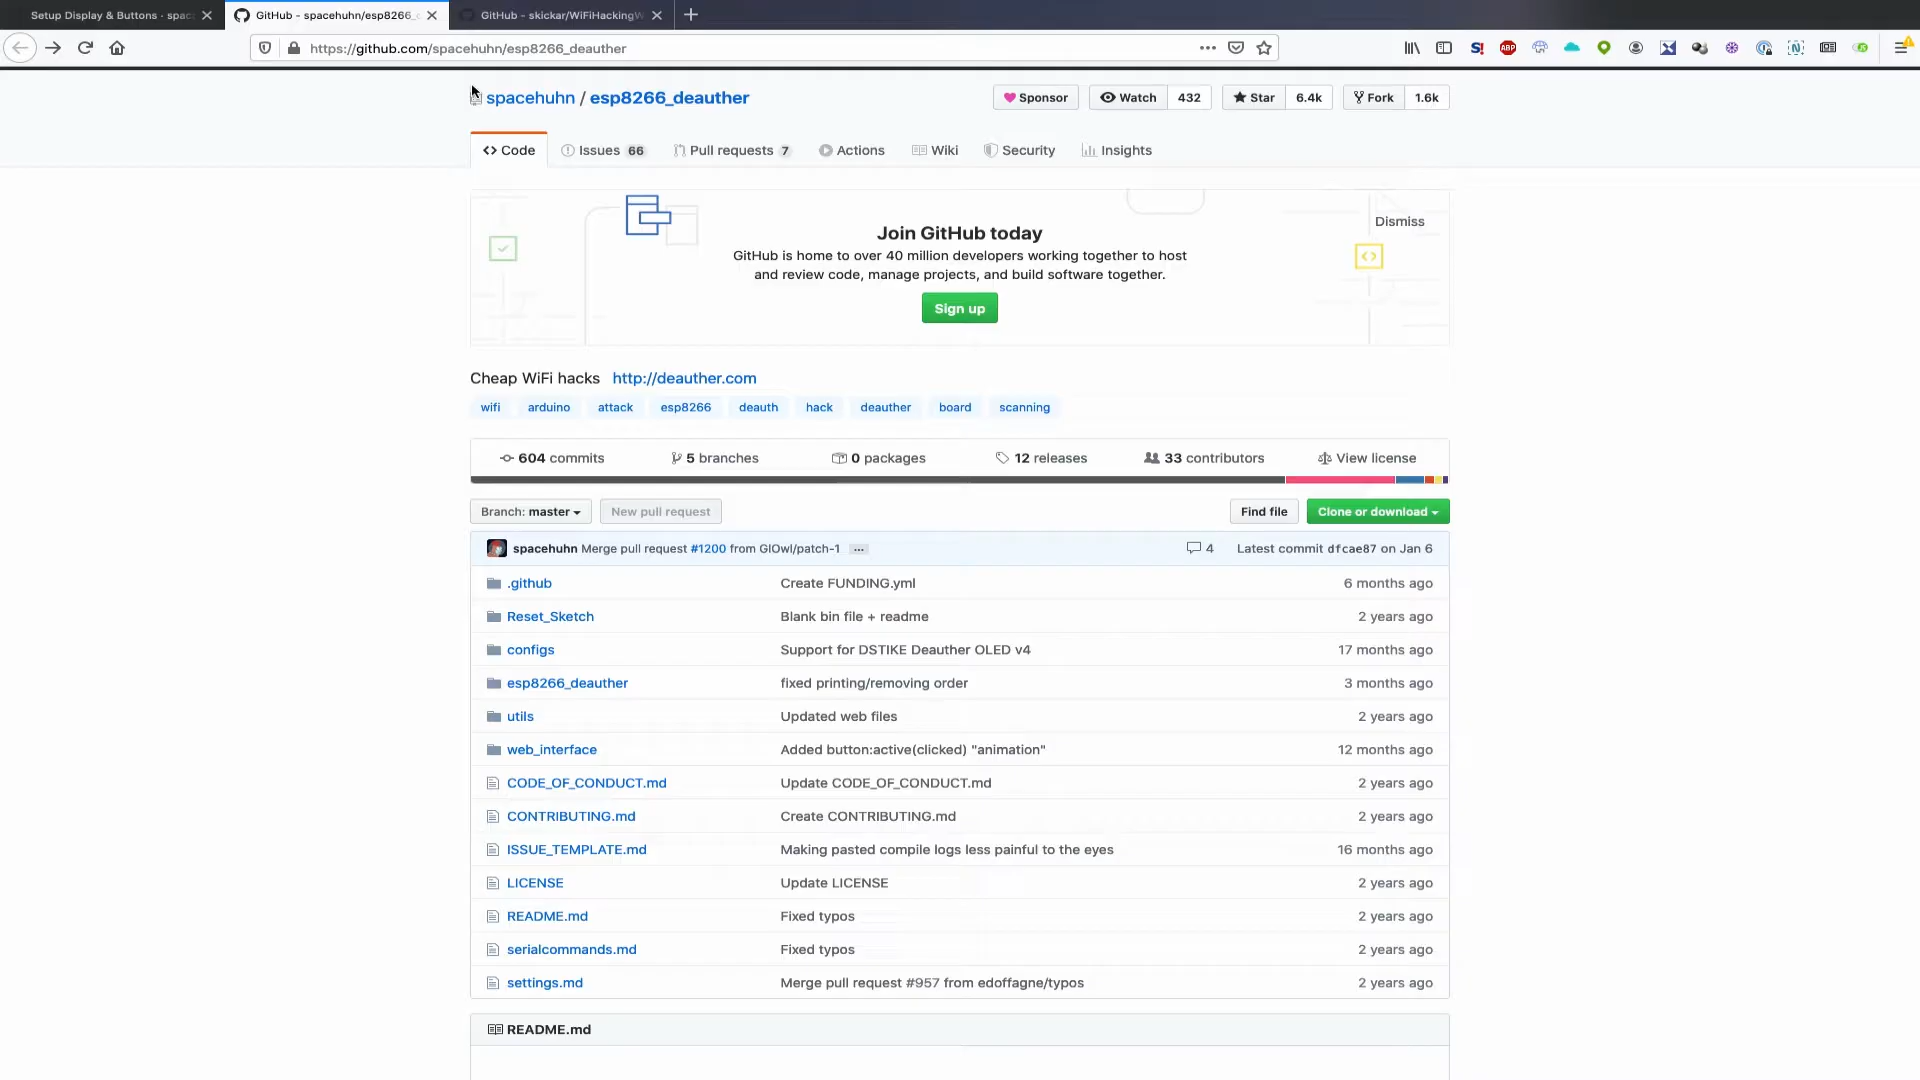 Setup Display & Buttons · spac
GitHub - spacehuhn/esp8266_
GitHub - skickar/WiFiHackingW
https://github.com/spacehuhn/esp8266_deauther
S!
ABP
spacehuhn / esp8266_deauther
Sponsor
Watch 432
Star 6.4k
Fork 1.6k
Code
Issues 66
Pull requests 7
Actions
Wiki
Security
Insights
Dismiss
Join GitHub today
GitHub is home to over 40 million developers working together to host
and review code, manage projects, and build software together.
Sign up
Cheap WiFi hacks http://deauther.com
wifi arduino attack esp8266 deauth hack deauther board scanning
604 commits 5 branches 0 packages 12 releases 33 contributors View license
Branch: master New pull request Find file Clone or download
spacehuhn Merge pull request #1200 from GIOwl/patch-1 ... 4 Latest commit dfcae87 on Jan 6
.github Create FUNDING.yml 6 months ago
Reset_Sketch Blank bin file + readme 2 years ago
configs Support for DSTIKE Deauther OLED v4 17 months ago
esp8266_deauther fixed printing/removing order 3 months ago
utils Updated web files 2 years ago
web_interface Added button:active(clicked) "animation" 12 months ago
CODE_OF_CONDUCT.md Update CODE_OF_CONDUCT.md 2 years ago
CONTRIBUTING.md Create CONTRIBUTING.md 2 years ago
ISSUE_TEMPLATE.md Making pasted compile logs less painful to the eyes 16 months ago
LICENSE Update LICENSE 2 years ago
README.md Fixed typos 2 years ago
serialcommands.md Fixed typos 2 years ago
settings.md Merge pull request #957 from edoffagne/typos 2 years ago
README.md